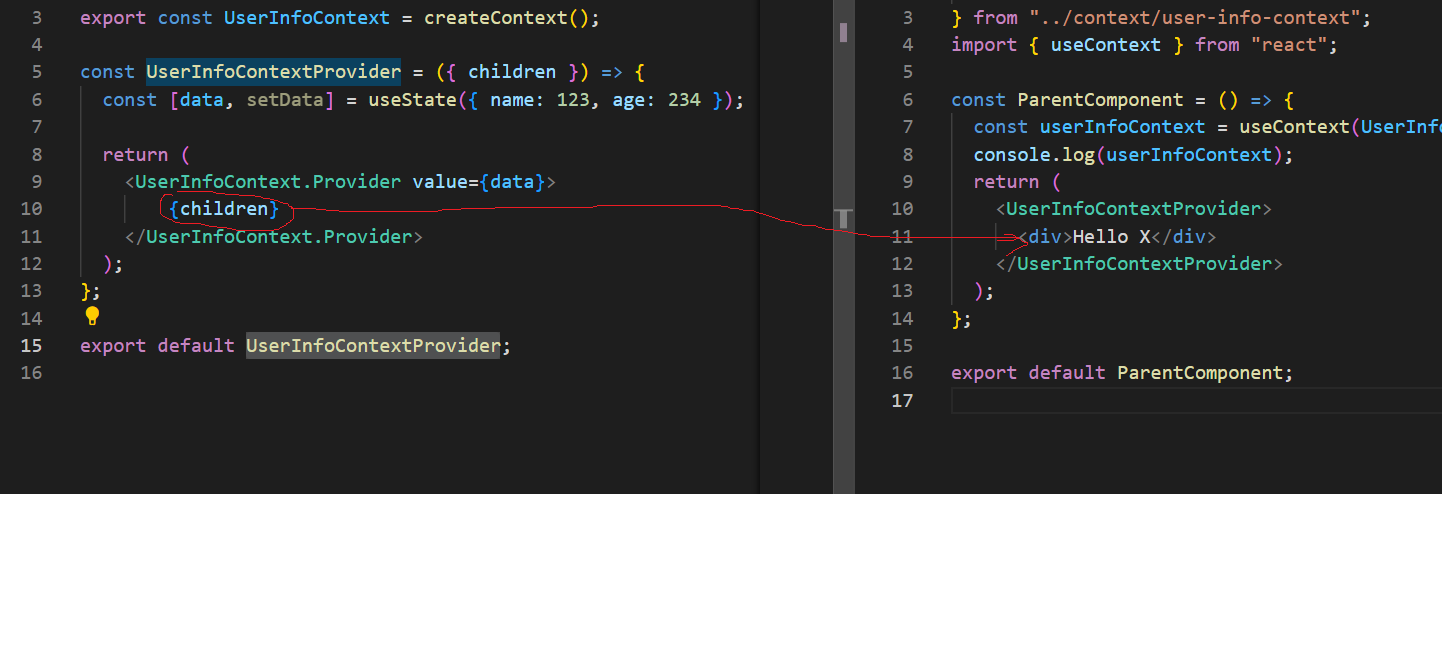 3 export const UserInfoContext = createContext();
4
5 const UserInfoContextProvider = ({ children }) => {
6 const [data, setData] = useState({ name: 123, age: 234 });
7
8 return (
9 <UserInfoContext.Provider value={data}>
10 {children}
11 </UserInfoContext.Provider>
12 );
13 };
14
15 export default UserInfoContextProvider;
16
3 } from "../context/user-info-context";
4 import { useContext } from "react";
5
6 const ParentComponent = () => {
7 const userInfoContext = useContext(UserInfo
8 console.log(userInfoContext);
9 return (
10 <UserInfoContextProvider>
11 <div>Hello X</div>
12 </UserInfoContextProvider>
13 );
14 };
15
16 export default ParentComponent;
17